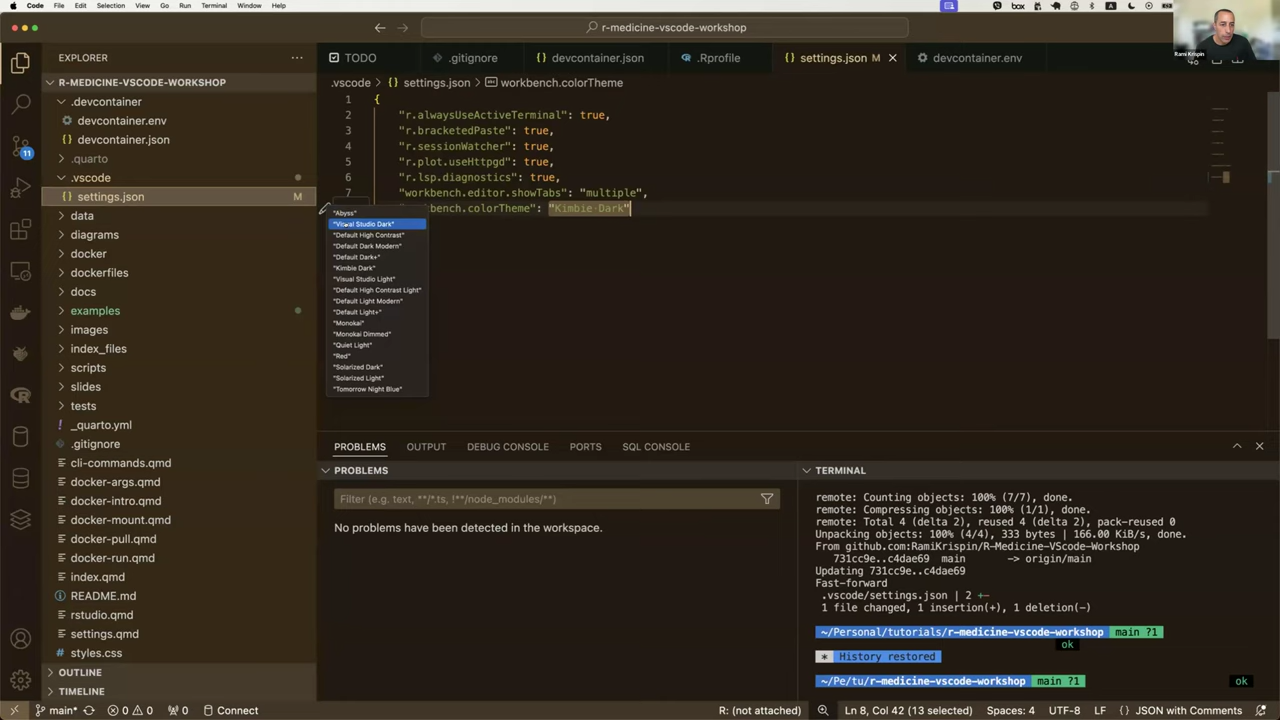 Code File Edit Selection View Go Run Terminal Window Help
box
r-medicine-vscode-workshop
Rami Krispin
EXPLORER
TODO
.gitignore
devcontainer.json
.Rprofile
settings.json M
devcontainer.env
R-MEDICINE-VSCODE-WORKSHOP
.vscode > {} settings.json > workbench.colorTheme
.devcontainer
devcontainer.env
devcontainer.json
.quarto
.vscode
settings.json M
data
diagrams
docker
dockerfiles
docs
examples
images
index_files
scripts
slides
tests
_quarto.yml
.gitignore
cli-commands.qmd
docker-args.qmd
docker-intro.qmd
docker-mount.qmd
docker-pull.qmd
docker-run.qmd
index.qmd
README.md
rstudio.qmd
settings.qmd
styles.css
OUTLINE
TIMELINE
11
1 {
2 "r.alwaysUseActiveTerminal": true,
3 "r.bracketedPaste": true,
4 "r.sessionWatcher": true,
5 "r.plot.useHttpgd": true,
6 "r.lsp.diagnostics": true,
7 "workbench.editor.showTabs": "multiple",
bench.colorTheme": "Kimbie Dark"
"Abyss"
"Visual Studio Dark"
"Default High Contrast"
"Default Dark Modern"
"Default Dark+"
"Kimbie Dark"
"Visual Studio Light"
"Default High Contrast Light"
"Default Light Modern"
"Default Light+"
"Monokai"
"Monokai Dimmed"
"Quiet Light"
"Red"
"Solarized Dark"
"Solarized Light"
"Tomorrow Night Blue"
PROBLEMS OUTPUT DEBUG CONSOLE PORTS SQL CONSOLE
PROBLEMS
Filter (e.g. text, **/*.ts, !**/node_modules/**)
No problems have been detected in the workspace.
TERMINAL
remote: Counting objects: 100% (7/7), done.
remote: Compressing objects: 100% (1/1), done.
remote: Total 4 (delta 2), reused 4 (delta 2), pack-reused 0
Unpacking objects: 100% (4/4), 333 bytes | 166.00 KiB/s, done.
From github.com:RamiKrispin/R-Medicine-VScode-Workshop
731cc9e..c4dae69 main -> origin/main
Updating 731cc9e..c4dae69
Fast-forward
.vscode/settings.json | 2 +-
1 file changed, 1 insertion(+), 1 deletion(-)
~/Personal/tutorials/r-medicine-vscode-workshop main ?1
ok
* History restored
~/Pe/tu/r-medicine-vscode-workshop main ?1 ok
main* 0 0 0 Connect R: (not attached) Ln 8, Col 42 (13 selected) Spaces: 4 UTF-8 LF {} JSON with Comments